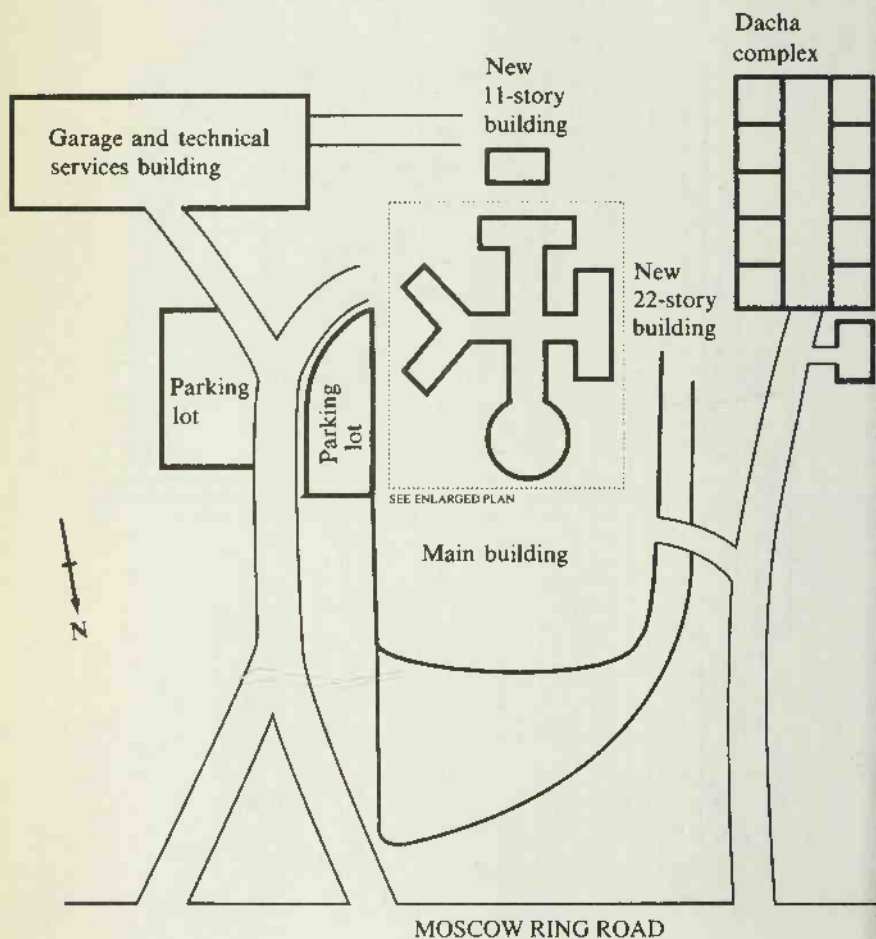 Dacha
complex
New
11-story
building
Garage and technical
services building
New
22-story
building
Parking
lot
Parking
lot
SEE ENLARGED PLAN
Main building
N
MOSCOW RING ROAD